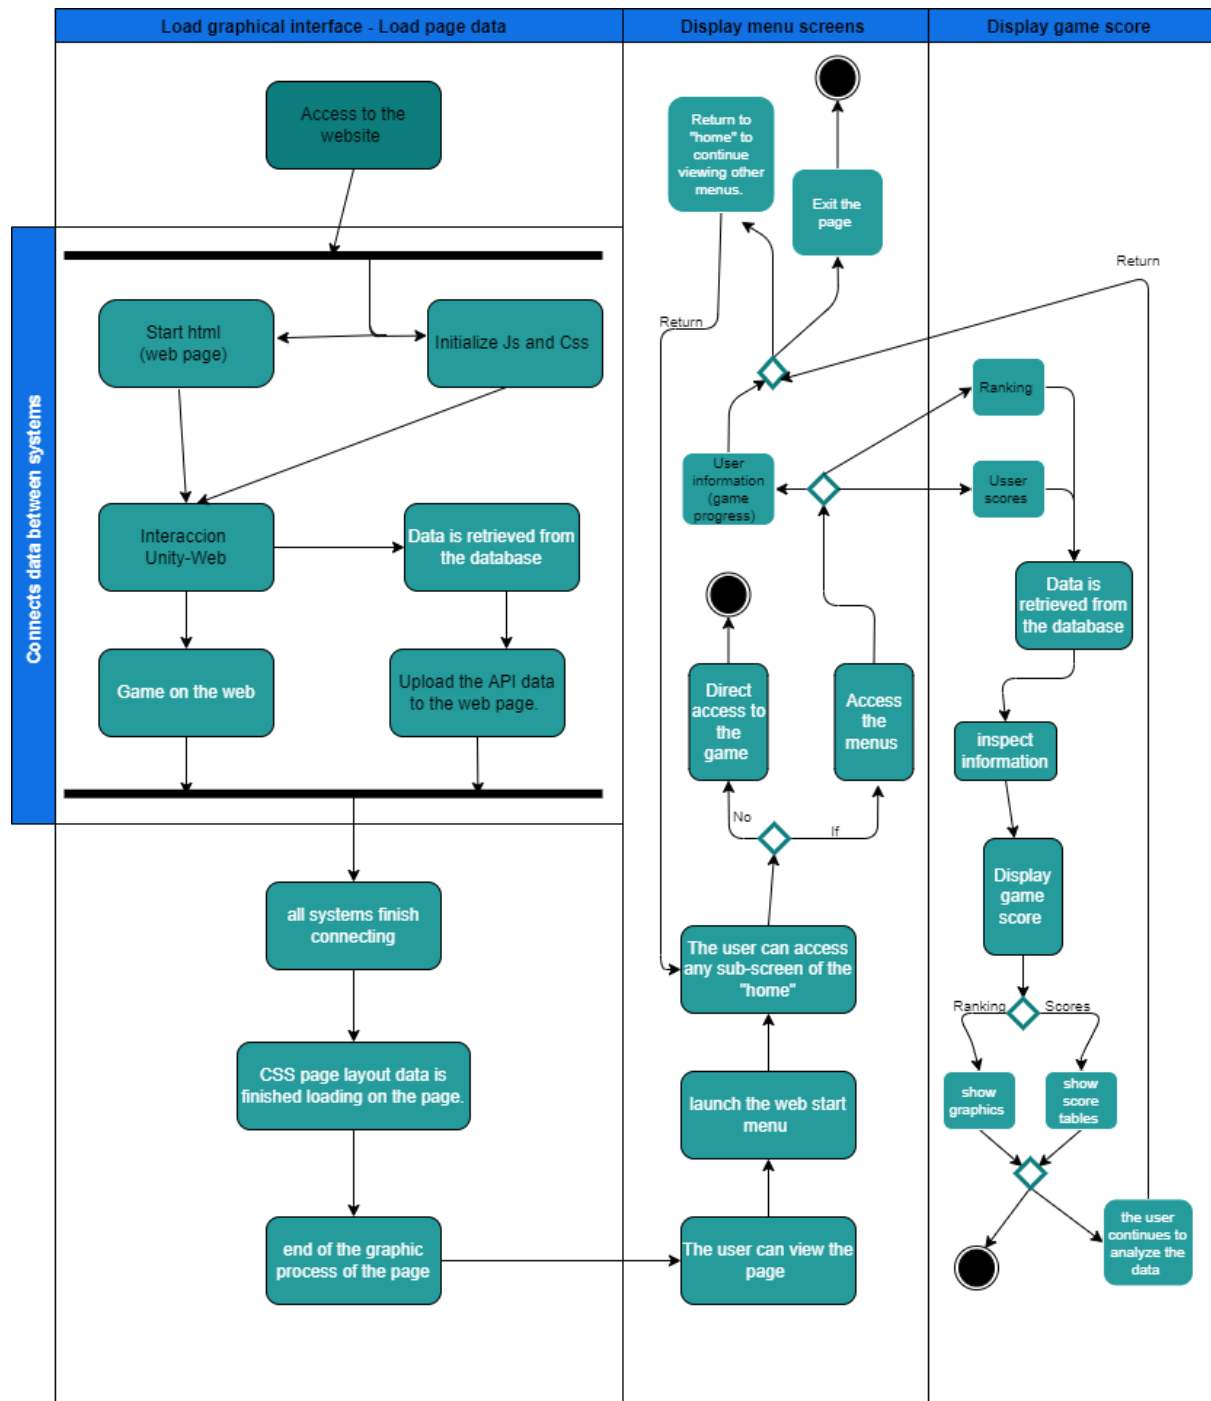 Load graphical interface - Load page data
Display menu screens
Display game score
Connects data between systems
Access to the
website
Start html
(web page)
Initialize Js and Css
Interaccion
Unity-Web
Data is retrieved from
the database
Game on the web
Upload the API data
to the web page.
all systems finish
connecting
CSS page layout data is
finished loading on the page.
end of the graphic
process of the page
Return to
"home" to
continue
viewing other
menus.
Exit the
page
Return
User
information
(game
progress)
Direct
access to
the
game
Access
the
menus
No
If
The user can access
any sub-screen of the
"home"
launch the web start
menu
The user can view the
page
Return
Ranking
Usser
scores
Data is
retrieved from
the database
inspect
information
Display
game
score
Ranking
Scores
show
graphics
show
score
tables
the user
continues to
analyze the
data